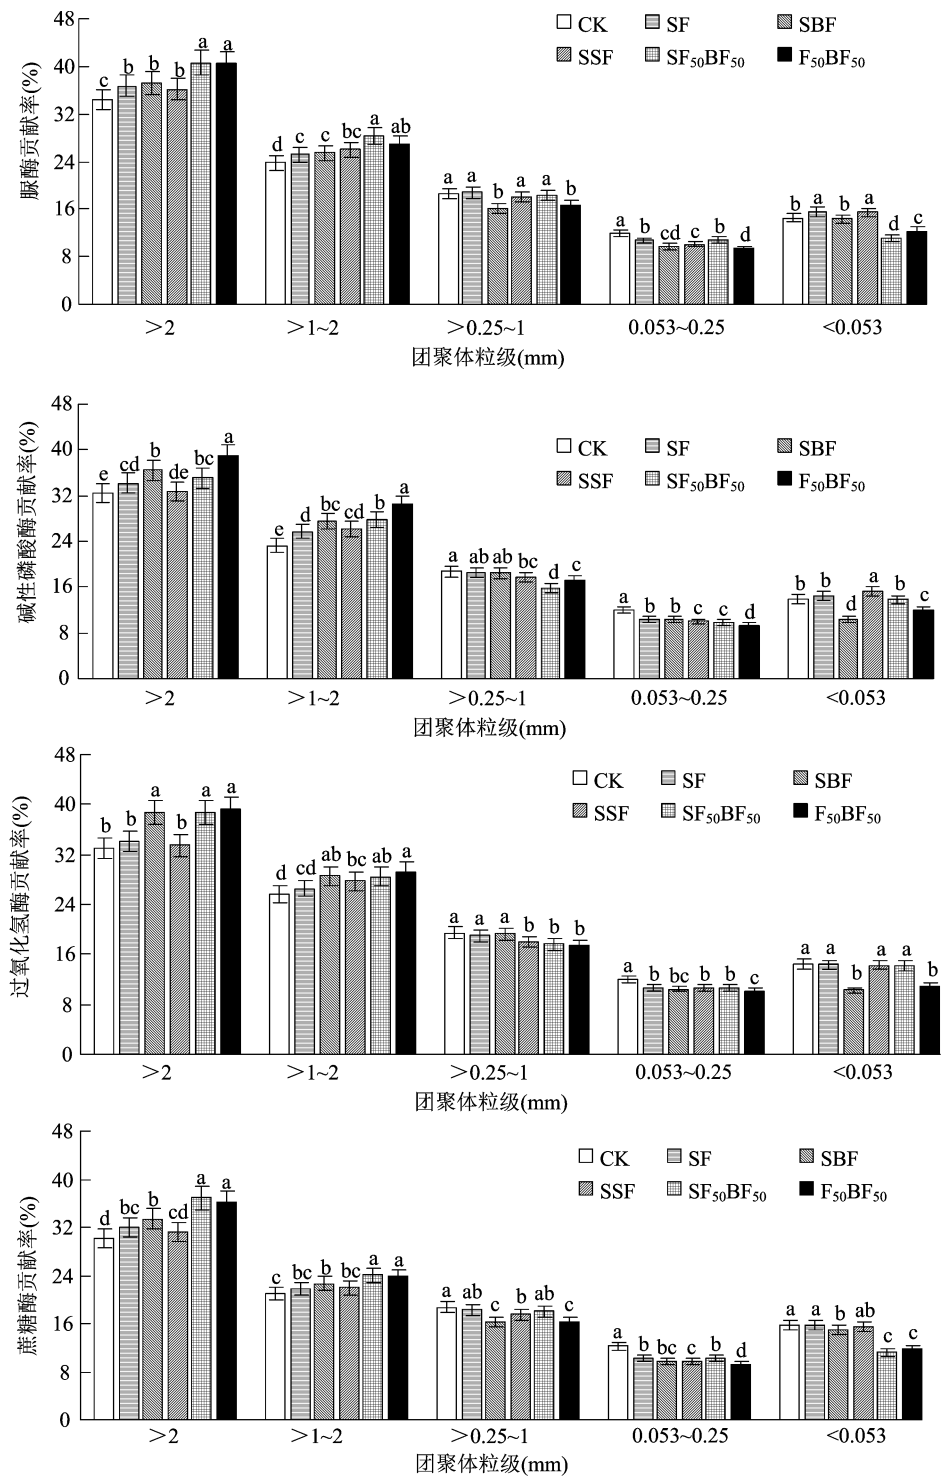 48
40
32
24
16
8
0
脲酶贡献率(%)
CK SF SBF
SSF SF50BF50 F50BF50
c b b b a a
d c c bc a ab
a a b a a b
a b cd c b d
b a b a d c
>2 >1~2 >0.25~1 0.053~0.25 <0.053
团聚体粒级(mm)
48
40
32
24
16
8
0
碱性磷酸酶贡献率(%)
CK SF SBF
SSF SF50BF50 F50BF50
e cd b de bc a
e d bc cd b a
a ab ab bc d c
a b b c c d
b b d a b c
>2 >1~2 >0.25~1 0.053~0.25 <0.053
团聚体粒级(mm)
48
40
32
24
16
8
0
过氧化氢酶贡献率(%)
CK SF SBF
SSF SF50BF50 F50BF50
b b a b a a
d cd ab bc ab a
a a a b b b
a b bc b b c
a a b a a b
>2 >1~2 >0.25~1 0.053~0.25 <0.053
团聚体粒级(mm)
48
40
32
24
16
8
0
蔗糖酶贡献率(%)
CK SF SBF
SSF SF50BF50 F50BF50
d bc b cd a a
c bc b bc a a
a ab c b ab c
a b bc c b d
a a b ab c c
>2 >1~2 >0.25~1 0.053~0.25 <0.053
团聚体粒级(mm)